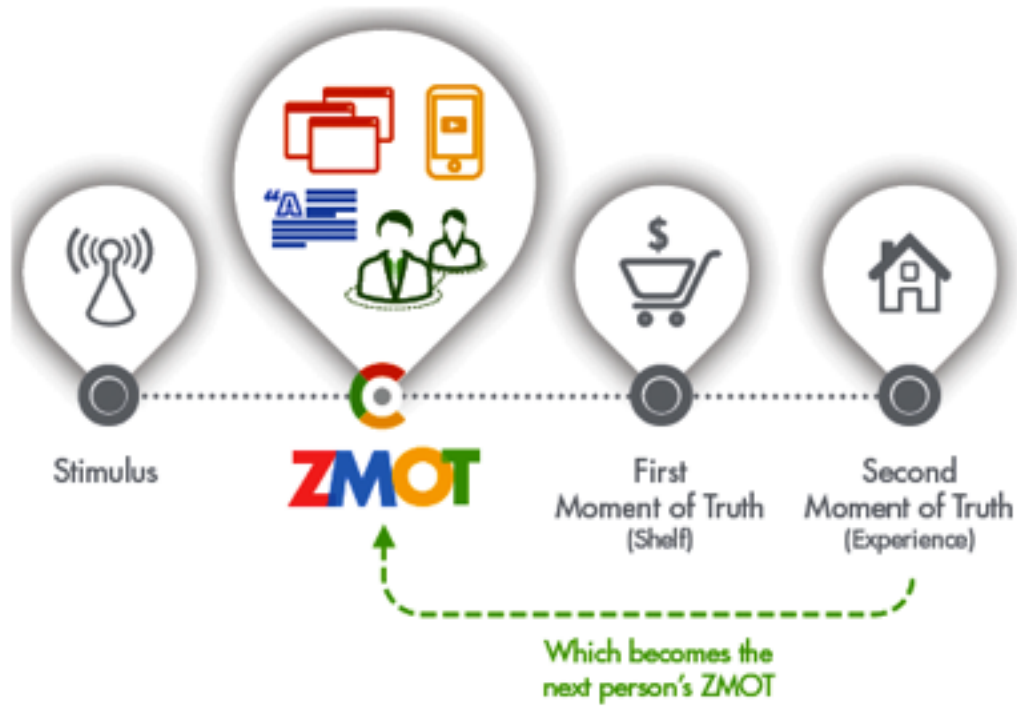 “A
$
Stimulus
ZMOT
First
Moment of Truth
(Shelf)
Second
Moment of Truth
(Experience)
Which becomes the
next person's ZMOT